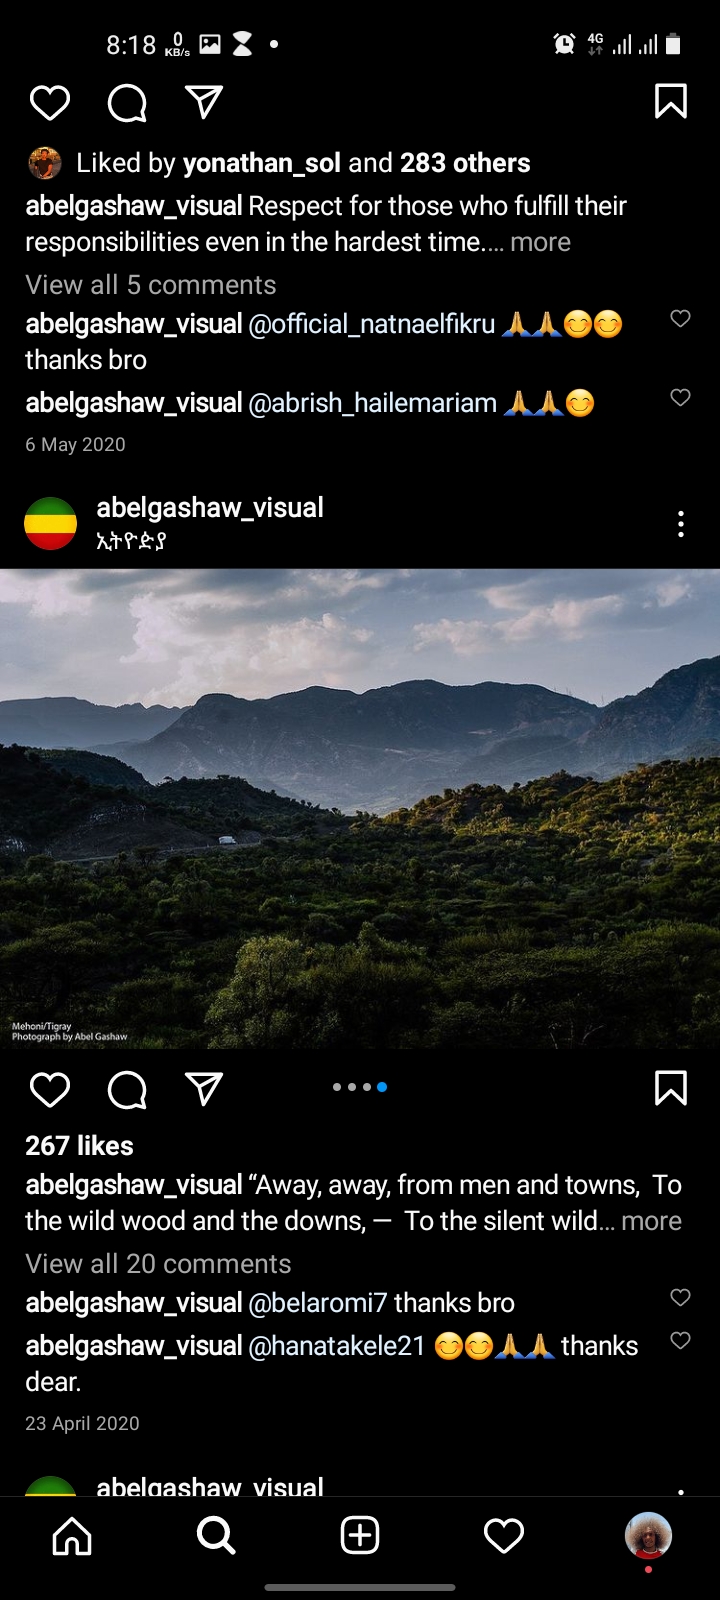 8:18 0 KB/s 4G
Liked by yonathan_sol and 283 others
abelgashaw_visual Respect for those who fulfill their
responsibilities even in the hardest time.... more
View all 5 comments
abelgashaw_visual @official_natnaelfikru 🙏🙏😊😊
thanks bro
abelgashaw_visual @abrish_hailemariam 🙏🙏😊
6 May 2020
abelgashaw_visual
ኢትዮጵያ
Mehoni/Tigray
Photograph by Abel Gashaw
267 likes
abelgashaw_visual “Away, away, from men and towns, To
the wild wood and the downs, — To the silent wild... more
View all 20 comments
abelgashaw_visual @belaromi7 thanks bro
abelgashaw_visual @hanatakele21 😊😊🙏🙏 thanks
dear.
23 April 2020
abelgashaw_visual